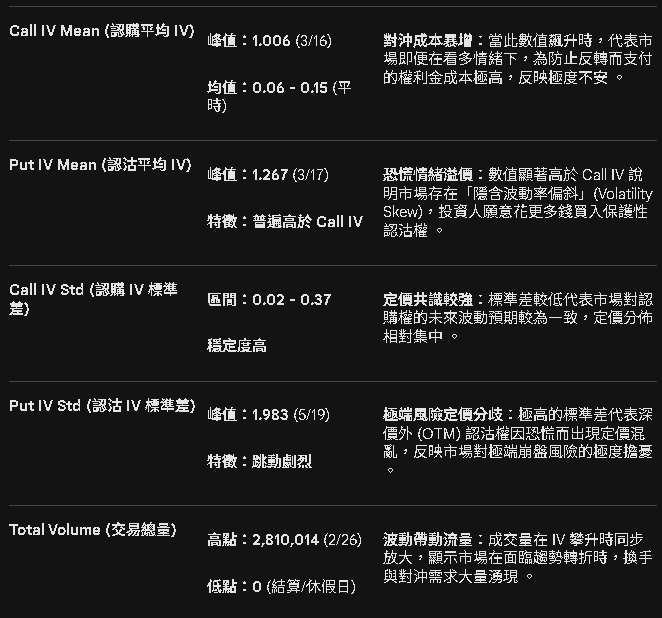 Call IV Mean (認購平均 IV)
峰值：1.006 (3/16)
均值：0.06 - 0.15 (平
時)
對沖成本暴增：當此數值飆升時，代表市
場即便在看多情緒下，為防止反轉而支付
的權利金成本極高，反映極度不安 。
Put IV Mean (認沽平均 IV)
峰值：1.267 (3/17)
特徵：普遍高於 Call IV
恐慌情緒溢價：數值顯著高於 Call IV 說
明市場存在「隱含波動率偏斜」(Volatility
Skew)，投資人願意花更多錢買入保護性
認沽權 。
Call IV Std (認購 IV 標準
差)
區間：0.02 - 0.37
穩定度高
定價共識較強：標準差較低代表市場對認
購權的未來波動預期較為一致，定價分佈
相對集中 。
Put IV Std (認沽 IV 標準差)
峰值：1.983 (5/19)
特徵：跳動劇烈
極端風險定價分歧：極高的標準差代表深
價外 (OTM) 認沽權因恐慌而出現定價混
亂，反映市場對極端崩盤風險的極度擔憂
。
Total Volume (交易總量)
高點：2,810,014 (2/26)
低點：0 (結算/休假日)
波動帶動流量：成交量在 IV 攀升時同步
放大，顯示市場在面臨趨勢轉折時，換手
與對沖需求大量湧現 。